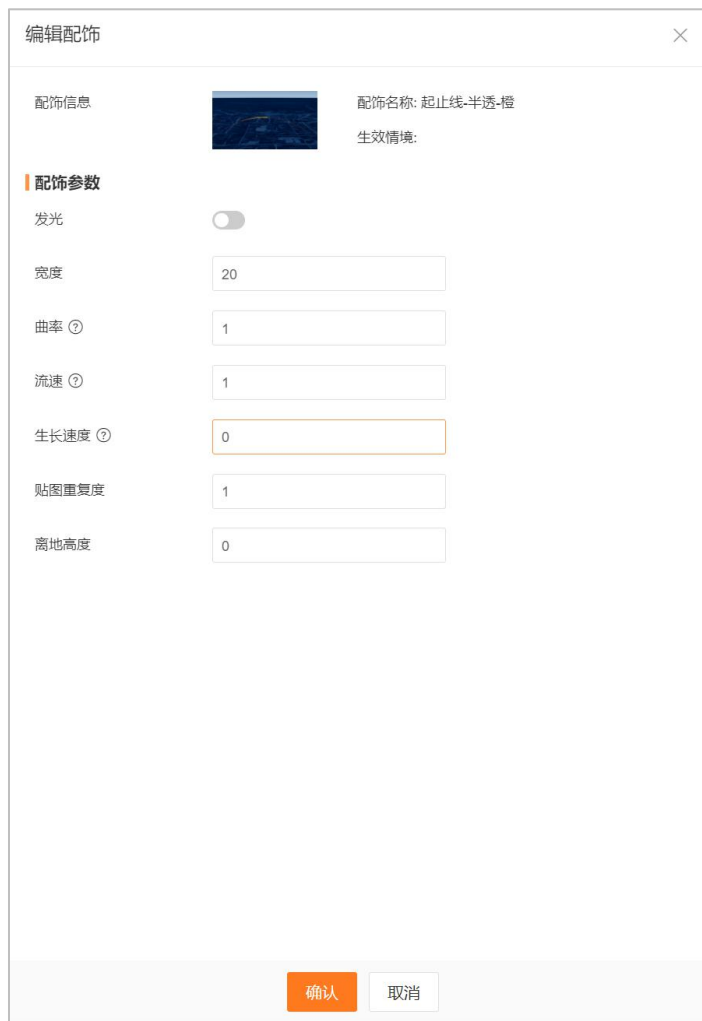 编辑配饰
配饰信息
配饰名称: 起止线-半透-橙
生效情境:
配饰参数
发光
宽度
20
曲率 ?
1
流速 ?
1
生长速度 ?
0
贴图重复度
1
离地高度
0
确认
取消